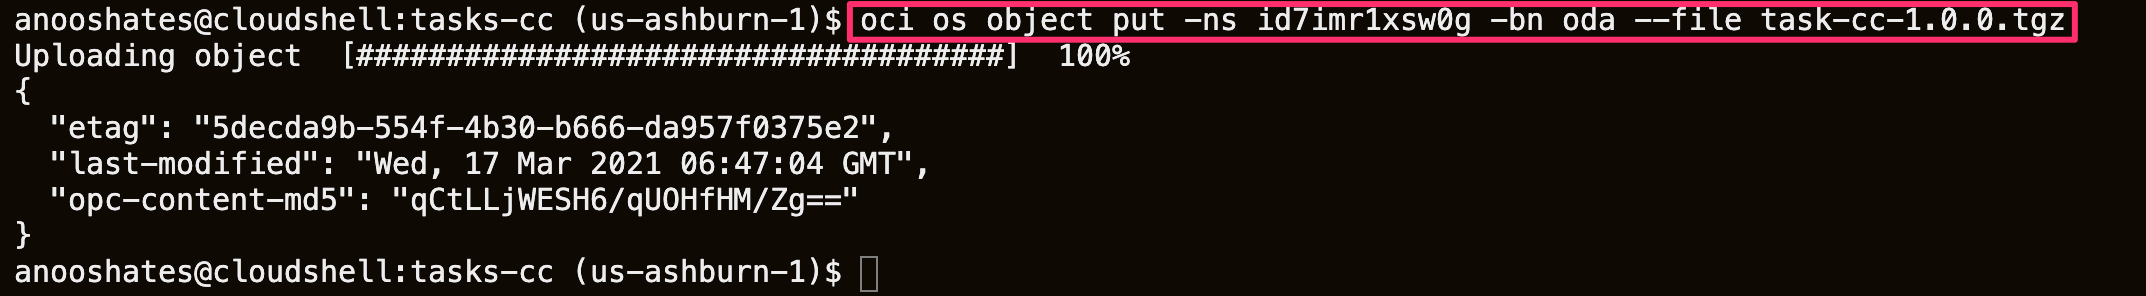 anooshates@cloudshell:tasks-cc (us-ashburn-1)$ oci os object put -ns id7imr1xsw0g -bn oda --file task-cc-1.0.0.tgz
Uploading object  [####################################]  100%
{
  "etag": "5decda9b-554f-4b30-b666-da957f0375e2",
  "last-modified": "Wed, 17 Mar 2021 06:47:04 GMT",
  "opc-content-md5": "qCtLLjWESH6/qUOHfHM/Zg=="
}
anooshates@cloudshell:tasks-cc (us-ashburn-1)$